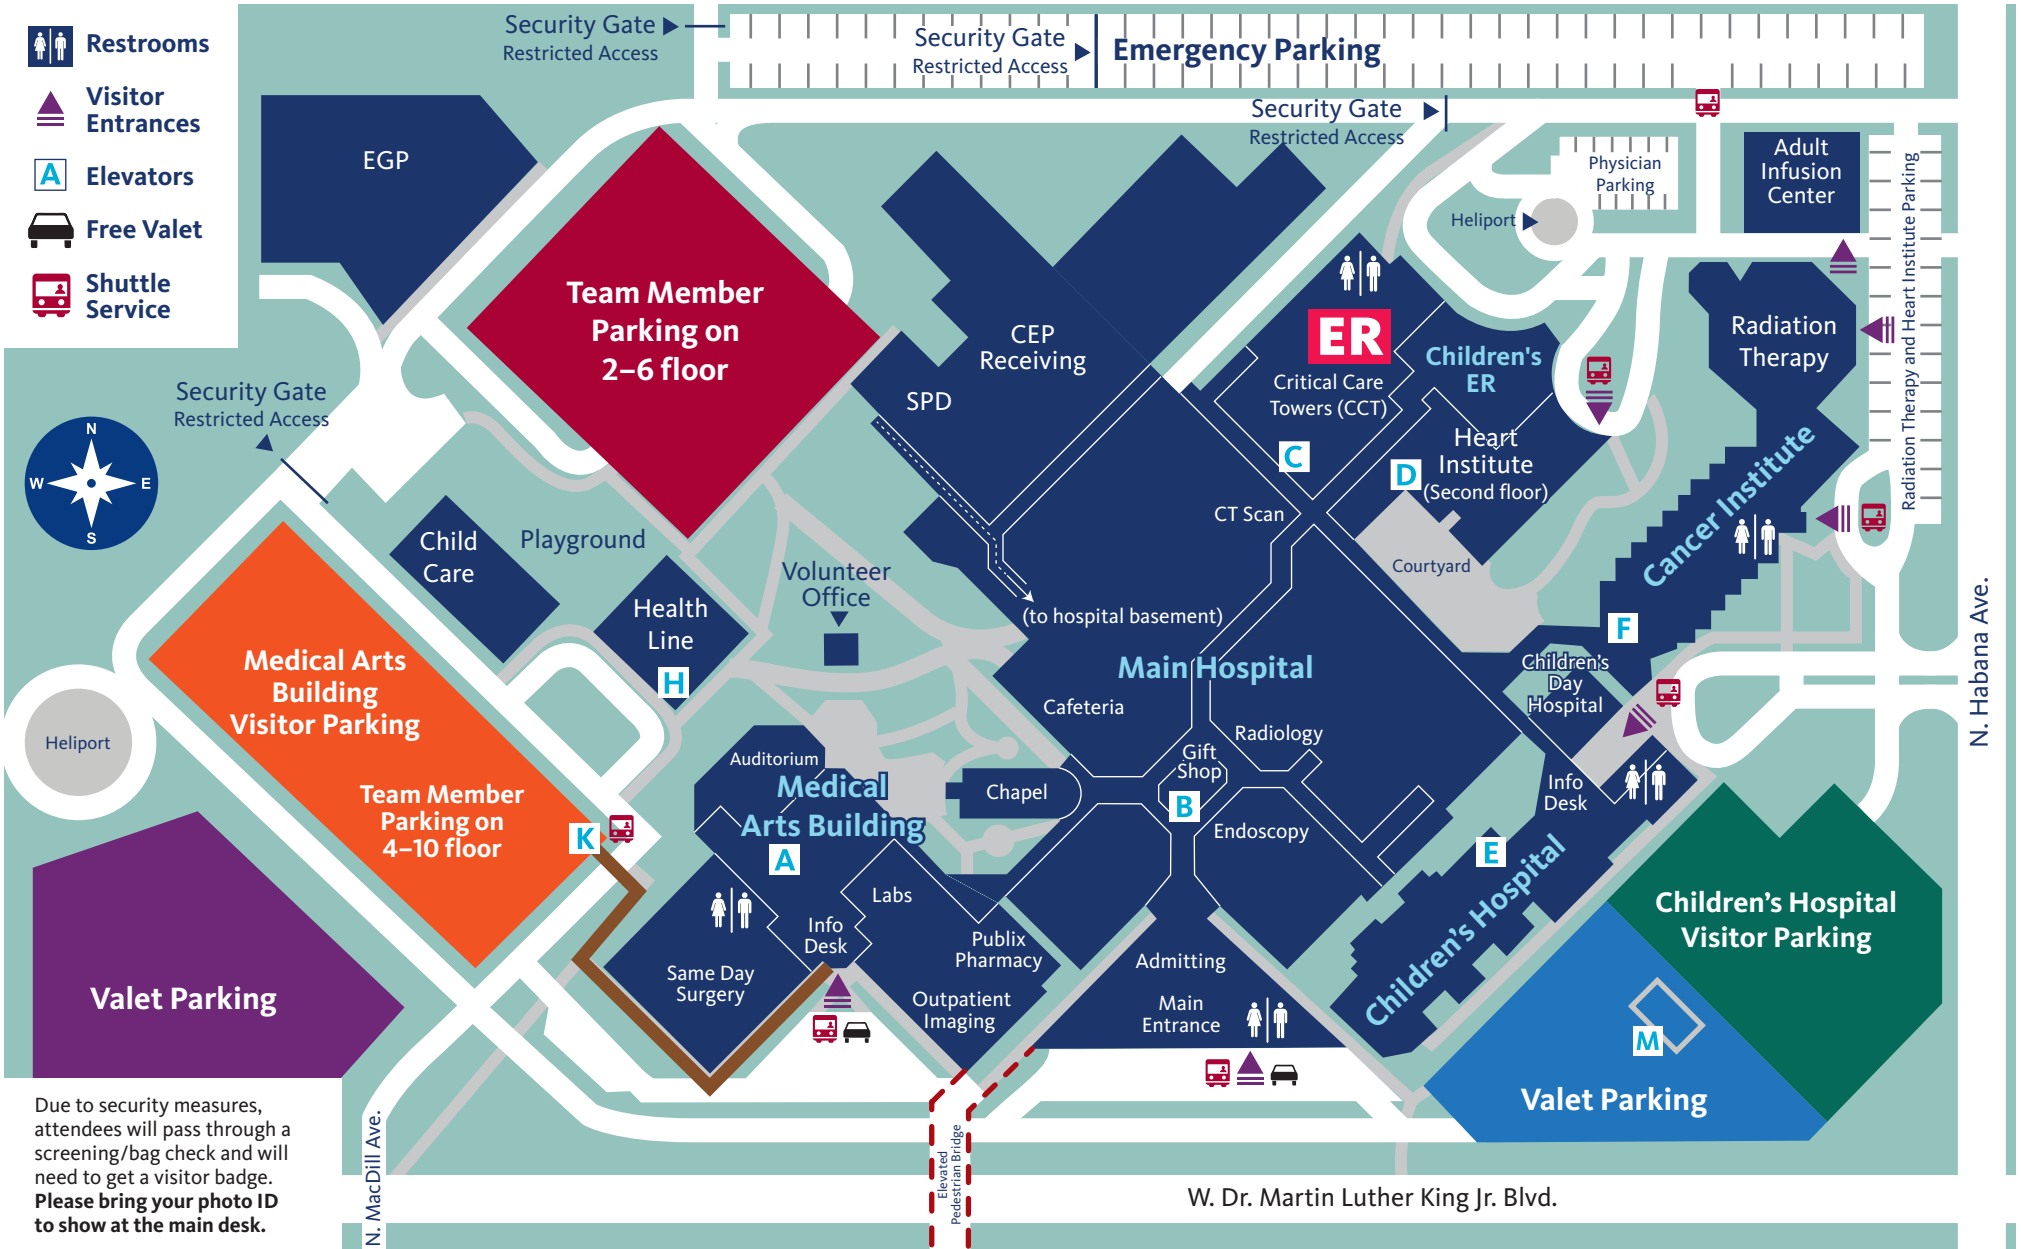 Restrooms
Visitor
Entrances
A
Elevators
Free Valet
Shuttle
Service
Security Gate
Restricted Access
Security Gate
Restricted Access
Emergency Parking
Security Gate
Restricted Access
EGP
Team Member
Parking on
2–6 floor
CEP
Receiving
SPD
Physician
Parking
Heliport
Adult
Infusion
Center
Radiation Therapy and Heart Institute Parking
Radiation
Therapy
ER
Critical Care
Towers (CCT)
Children's
ER
C
D
Heart
Institute
(Second floor)
CT Scan
Courtyard
Cancer Institute
F
Security Gate
Restricted Access
N
W
E
S
Child
Care
Playground
Health
Line
H
Volunteer
Office
(to hospital basement)
Main Hospital
Cafeteria
Radiology
Gift
Shop
B
Endoscopy
Children's
Day
Hospital
Info
Desk
E
Children's Hospital
N. Habana Ave.
Medical Arts
Building
Visitor Parking
Team Member
Parking on
4–10 floor
K
Heliport
Auditorium
Medical
Arts Building
A
Chapel
Labs
Info
Desk
Publix
Pharmacy
Same Day
Surgery
Outpatient
Imaging
Admitting
Main
Entrance
Children's Hospital
Visitor Parking
M
Valet Parking
Valet Parking
Due to security measures,
attendees will pass through a
screening/bag check and will
need to get a visitor badge.
Please bring your photo ID
to show at the main desk.
N. MacDill Ave.
Elevated
Pedestrian Bridge
W. Dr. Martin Luther King Jr. Blvd.